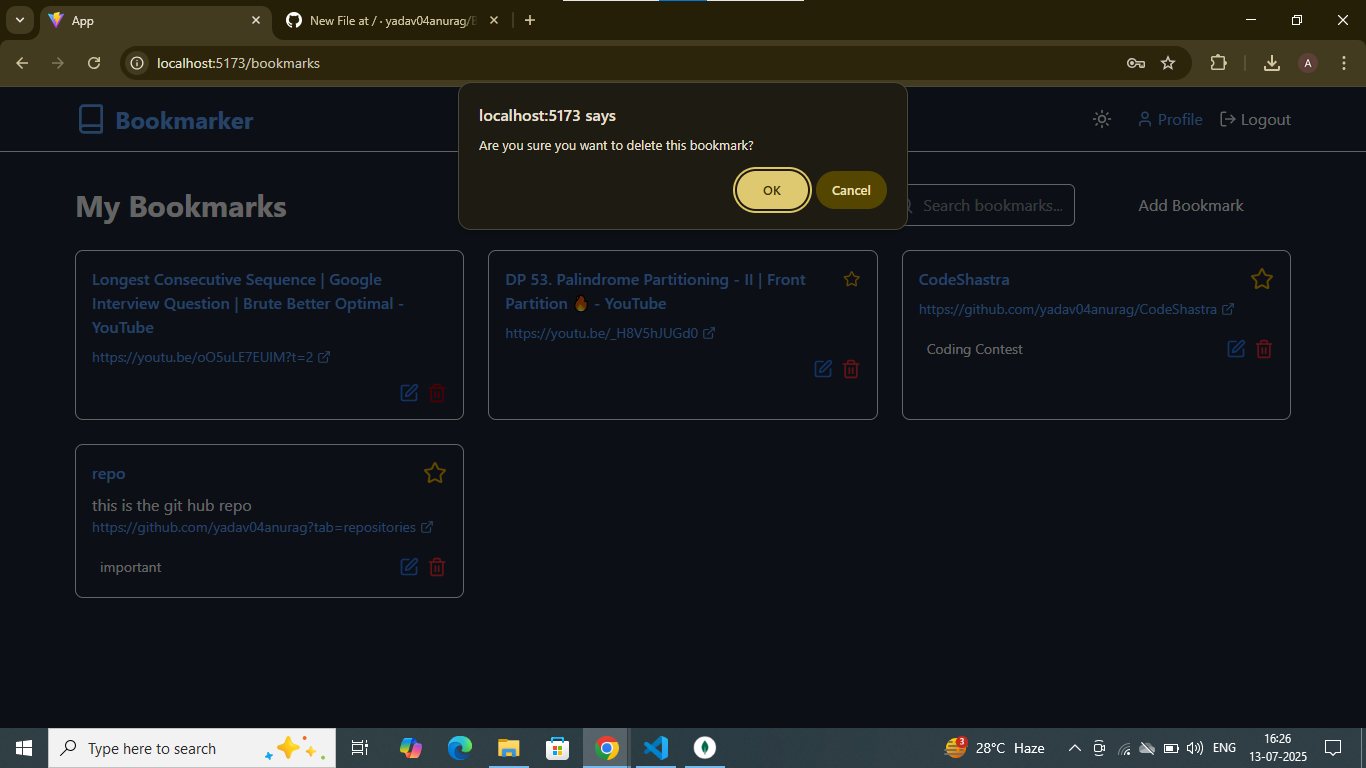 App
New File at / · yadav04anurag/
localhost:5173/bookmarks
A
localhost:5173 says
Are you sure you want to delete this bookmark?
OK
Cancel
Bookmarker
Profile
Logout
My Bookmarks
Search bookmarks...
Add Bookmark
Longest Consecutive Sequence | Google
Interview Question | Brute Better Optimal -
YouTube
https://youtu.be/oO5uLE7EUlM?t=2
DP 53. Palindrome Partitioning - II | Front
Partition 🔥 - YouTube
https://youtu.be/_H8V5hJUGd0
CodeShastra
https://github.com/yadav04anurag/CodeShastra
Coding Contest
repo
this is the git hub repo
https://github.com/yadav04anurag?tab=repositories
important
Type here to search
3
28°C Haze
ENG
16:26
13-07-2025